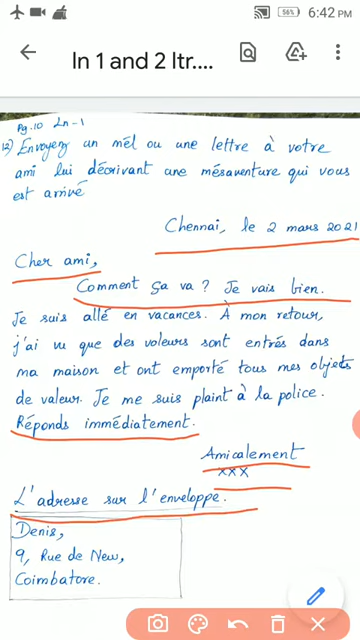 56%
6:42 PM
In 1 and 2 ltr....
Pg.10 Ln-1
12) Envoyez un mél ou une lettre à votre
ami lui décrivant une mésaventure qui vous
est arrivé
Chennai, le 2 mars 2021
Cher ami,
Comment ça va? Je vais bien.
Je suis allé en vacances. À mon retour,
j'ai vu que des voleurs sont entrés dans
ma maison et ont emporté tous mes objets
de valeur. Je me suis plaint à la police.
Réponds immédiatement.
Amicalement
xxx
L'adresse sur l'enveloppe.
Denis,
9, Rue de New,
Coimbatore.